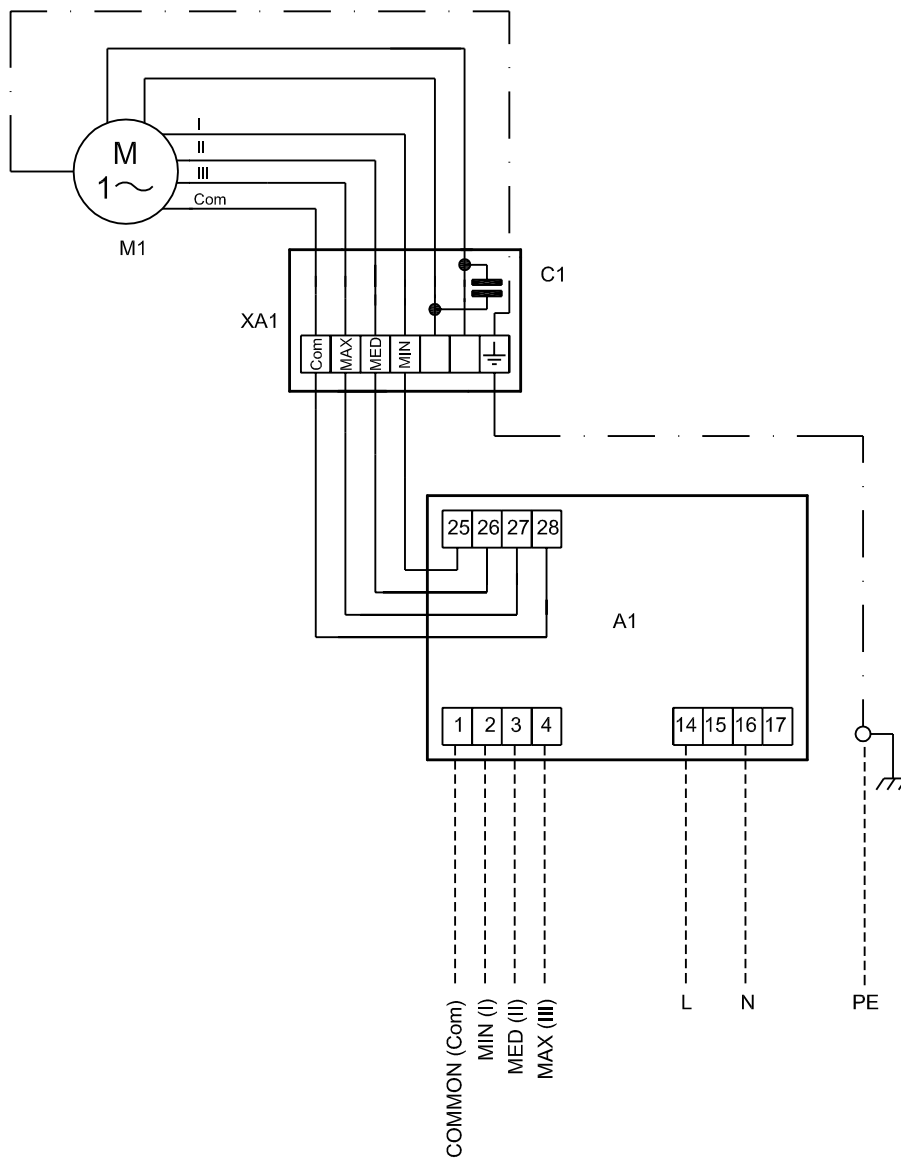 I
II
III
Com
M
1~
M1
C1
XA1
Com
MAX
MED
MIN
25 26 27 28
A1
1 2 3 4
14 15 16 17
COMMON (Com)
MIN (I)
MED (II)
MAX (III)
L
N
PE